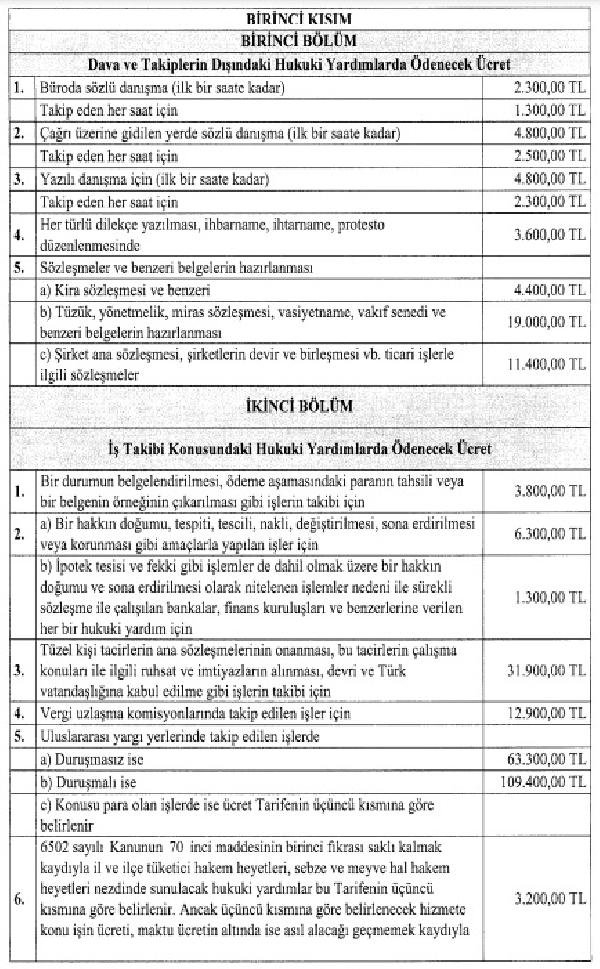 BİRİNCİ KISIM
BİRİNCİ BÖLÜM
Dava ve Takiplerin Dışındaki Hukuki Yardımlarda Ödenecek Ücret
1. Büroda sözlü danışma (ilk bir saate kadar) 2.300,00 TL
Takip eden her saat için 1.300,00 TL
2. Çağrı üzerine gidilen yerde sözlü danışma (ilk bir saate kadar) 4.800,00 TL
Takip eden her saat için 2.500,00 TL
3. Yazılı danışma için (ilk bir saate kadar) 4.800,00 TL
Takip eden her saat için 2.300,00 TL
4. Her türlü dilekçe yazılması, ihbarname, ihtarname, protesto
düzenlenmesinde 3.600,00 TL
5. Sözleşmeler ve benzeri belgelerin hazırlanması
a) Kira sözleşmesi ve benzeri 4.400,00 TL
b) Tüzük, yönetmelik, miras sözleşmesi, vasiyetname, vakıf senedi ve
benzeri belgelerin hazırlanması 19.000,00 TL
c) Şirket ana sözleşmesi, şirketlerin devir ve birleşmesi vb. ticari işlerle
ilgili sözleşmeler 11.400,00 TL
İKİNCİ BÖLÜM
İş Takibi Konusundaki Hukuki Yardımlarda Ödenecek Ücret
1. Bir durumun belgelendirilmesi, ödeme aşamasındaki paranın tahsili veya
bir belgenin örneğinin çıkarılması gibi işlerin takibi için 3.800,00 TL
2. a) Bir hakkın doğumu, tespiti, tescili, nakli, değiştirilmesi, sona erdirilmesi
veya korunması gibi amaçlarla yapılan işler için 6.300,00 TL
b) İpotek tesisi ve fekki gibi işlemler de dahil olmak üzere bir hakkın
doğumu ve sona erdirilmesi olarak nitelenen işlemler nedeni ile sürekli
sözleşme ile çalışılan bankalar, finans kuruluşları ve benzerlerine verilen
her bir hukuki yardım için 1.300,00 TL
3. Tüzel kişi tacirlerin ana sözleşmelerinin onanması, bu tacirlerin çalışma
konuları ile ilgili ruhsat ve imtiyazların alınması, devri ve Türk
vatandaşlığına kabul edilme gibi işlerin takibi için 31.900,00 TL
4. Vergi uzlaşma komisyonlarında takip edilen işler için 12.900,00 TL
5. Uluslararası yargı yerlerinde takip edilen işlerde
a) Duruşmasız ise 63.300,00 TL
b) Duruşmalı ise 109.400,00 TL
c) Konusu para olan işlerde ise ücret Tarifenin üçüncü kısmına göre
belirlenir
6. 6502 sayılı Kanunun 70 inci maddesinin birinci fıkrası saklı kalmak
kaydıyla il ve ilçe tüketici hakem heyetleri, sebze ve meyve hal hakem
heyetleri nezdinde sunulacak hukuki yardımlar bu Tarifenin üçüncü
kısmına göre belirlenir. Ancak üçüncü kısmına göre belirlenecek hizmete
konu işin ücreti, maktu ücretin altında ise asıl alacağı geçmemek kaydıyla 3.200,00 TL